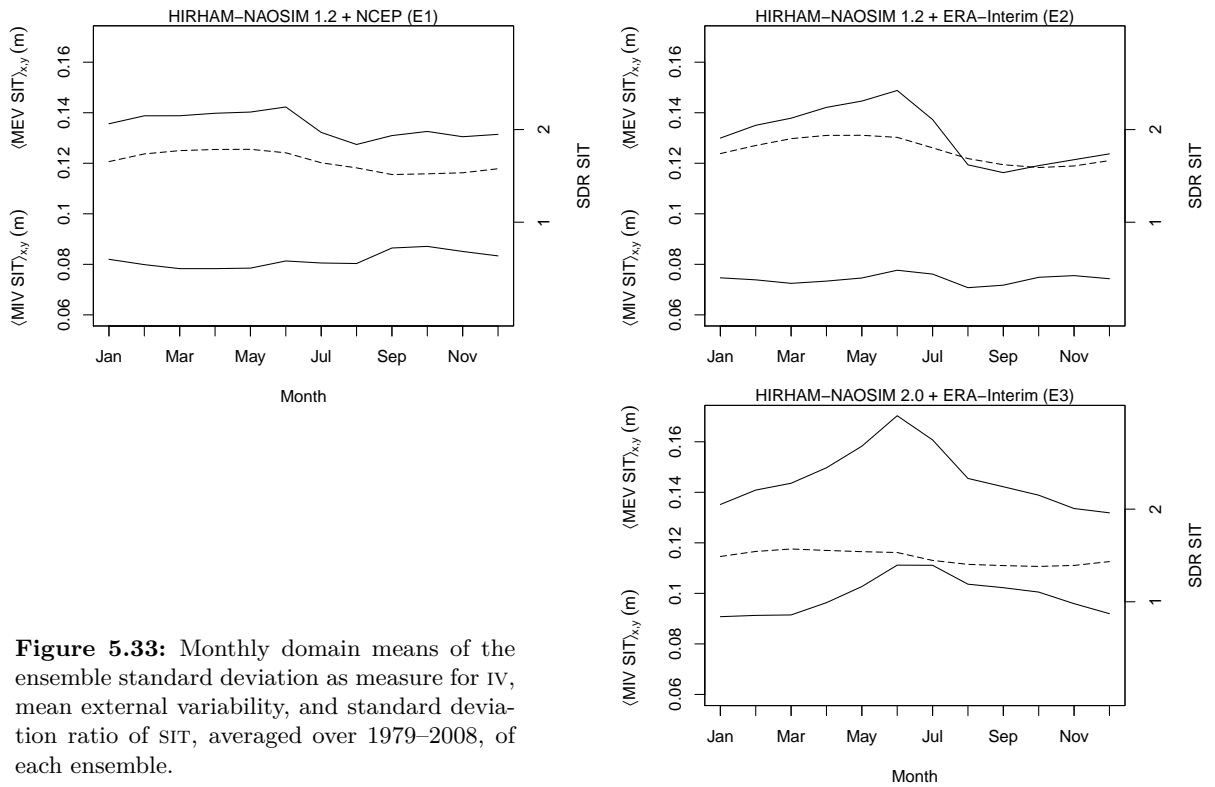 HIRHAM−NAOSIM 1.2 + NCEP (E1)
⟨MIV SIT⟩x,y (m) ⟨MEV SIT⟩x,y (m)
0.06 0.08 0.1 0.12 0.14 0.16
1 2
SDR SIT
Jan Mar May Jul Sep Nov
Month
HIRHAM−NAOSIM 1.2 + ERA−Interim (E2)
⟨MIV SIT⟩x,y (m) ⟨MEV SIT⟩x,y (m)
0.06 0.08 0.1 0.12 0.14 0.16
1 2
SDR SIT
Jan Mar May Jul Sep Nov
HIRHAM−NAOSIM 2.0 + ERA−Interim (E3)
⟨MIV SIT⟩x,y (m) ⟨MEV SIT⟩x,y (m)
0.06 0.08 0.1 0.12 0.14 0.16
1 2
SDR SIT
Jan Mar May Jul Sep Nov
Month
Figure 5.33: Monthly domain means of the
ensemble standard deviation as measure for IV,
mean external variability, and standard devia-
tion ratio of SIT, averaged over 1979–2008, of
each ensemble.